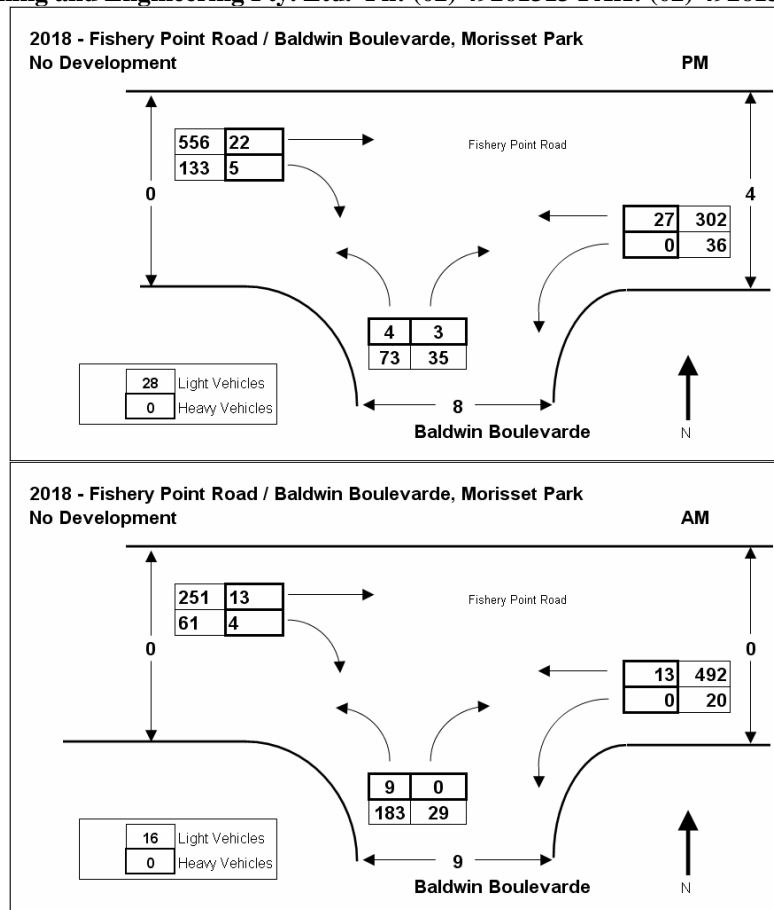 2018 - Fishery Point Road / Baldwin Boulevarde, Morisset Park
No Development PM
556 22 Fishery Point Road
133 5
0 4
27 302
0 36
4 3
73 35
28 Light Vehicles
0 Heavy Vehicles
8
Baldwin Boulevarde N
2018 - Fishery Point Road / Baldwin Boulevarde, Morisset Park
No Development AM
251 13 Fishery Point Road
61 4
0 0
13 492
0 20
9 0
183 29
16 Light Vehicles
0 Heavy Vehicles
9
Baldwin Boulevarde N